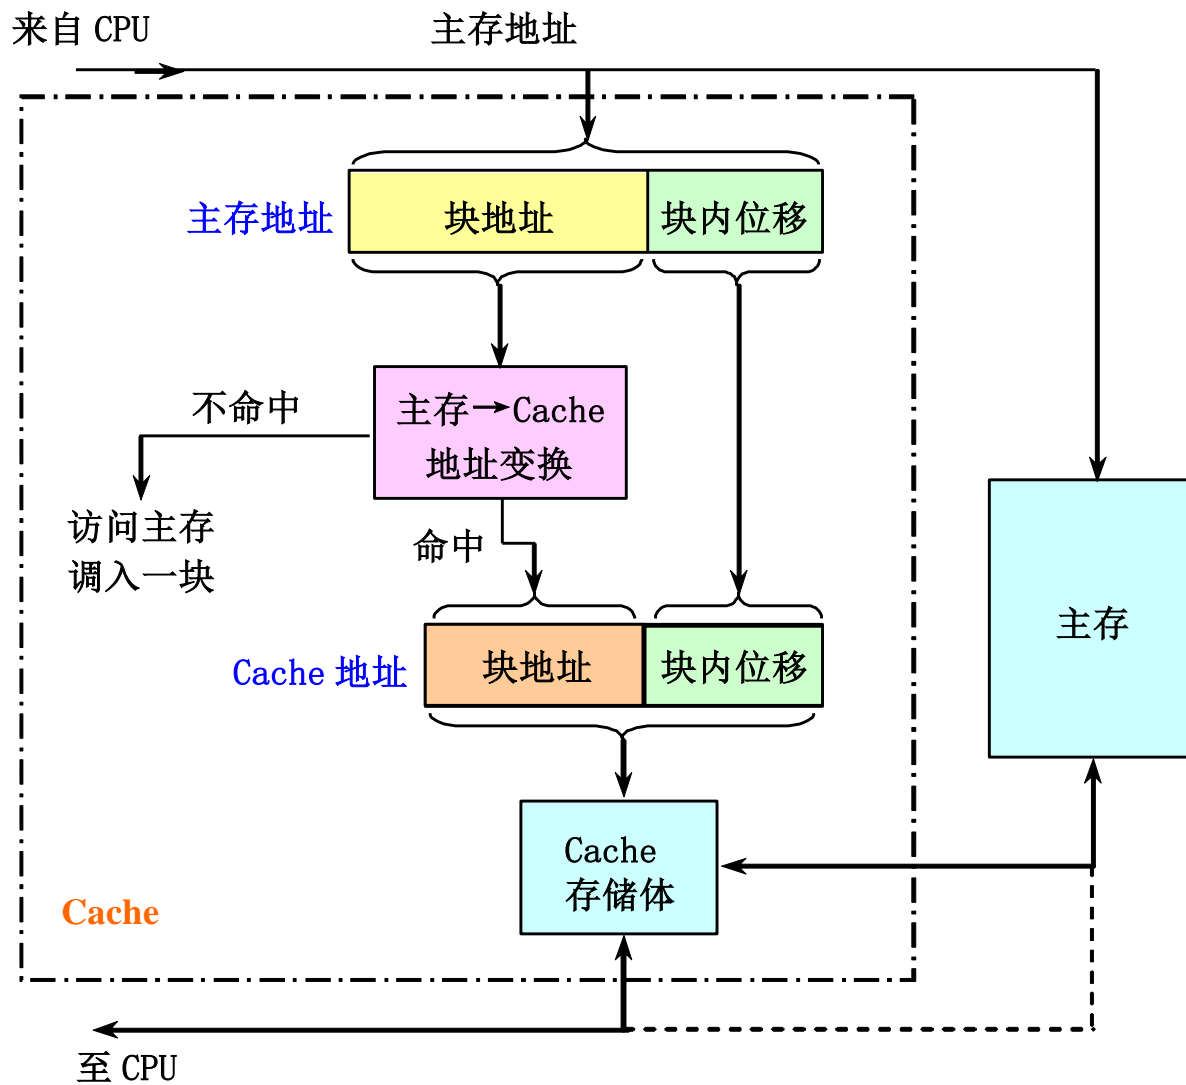 来自 CPU
主存地址
主存地址
块地址
块内位移
不命中
主存→Cache
地址变换
访问主存
调入一块
命中
主存
Cache 地址
块地址
块内位移
Cache
存储体
Cache
至 CPU